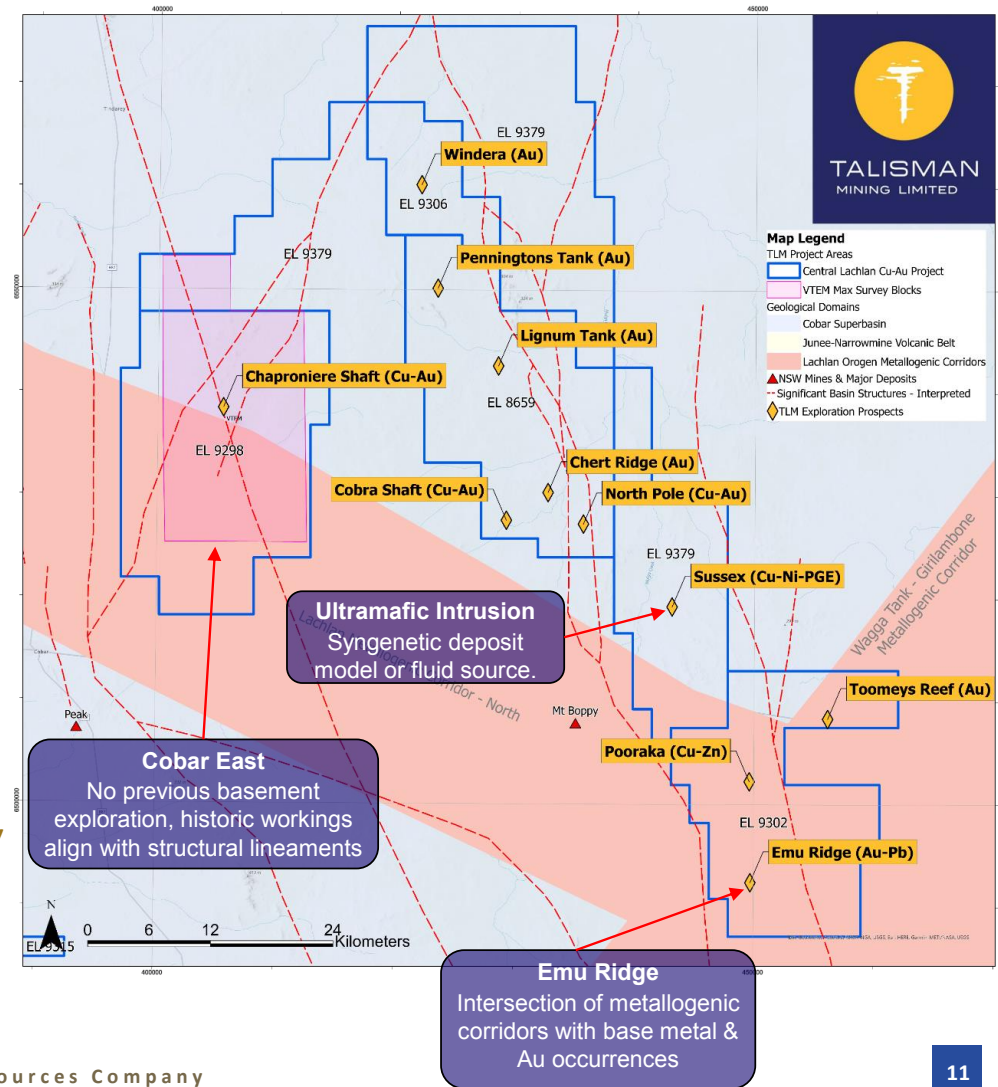 400000
450000
TALISMAN
MINING LIMITED
EL 9379
Windera (Au)
EL 9306
Map Legend
TLM Project Areas
Central Lachlan Cu-Au Project
VTEM Max Survey Blocks
Geological Domains
Cobar Superbasin
Junee-Narrowmine Volcanic Belt
Lachlan Orogen Metallogenic Corridors
NSW Mines & Major Deposits
Significant Basin Structures - Interpreted
TLM Exploration Prospects
EL 9379
Penningtons Tank (Au)
Lignum Tank (Au)
Chaproniere Shaft (Cu-Au)
VTEM
EL 8659
EL 9298
Chert Ridge (Au)
Cobra Shaft (Cu-Au)
North Pole (Cu-Au)
EL 9379
Sussex (Cu-Ni-PGE)
Wagga Tank - Girilambone
Metallogenic Corridor
Ultramafic Intrusion
Syngenetic deposit
model or fluid source.
- North
Toomeys Reef (Au)
Peak
Mt Boppy
Pooraka (Cu-Zn)
Cobar East
No previous basement
exploration, historic workings
align with structural lineaments
EL 9302
Emu Ridge (Au-Pb)
N
0 6 12 24
Kilometers
EL 9315
400000
450000
Emu Ridge
Intersection of metallogenic
corridors with base metal &
Au occurrences
ources Company
11